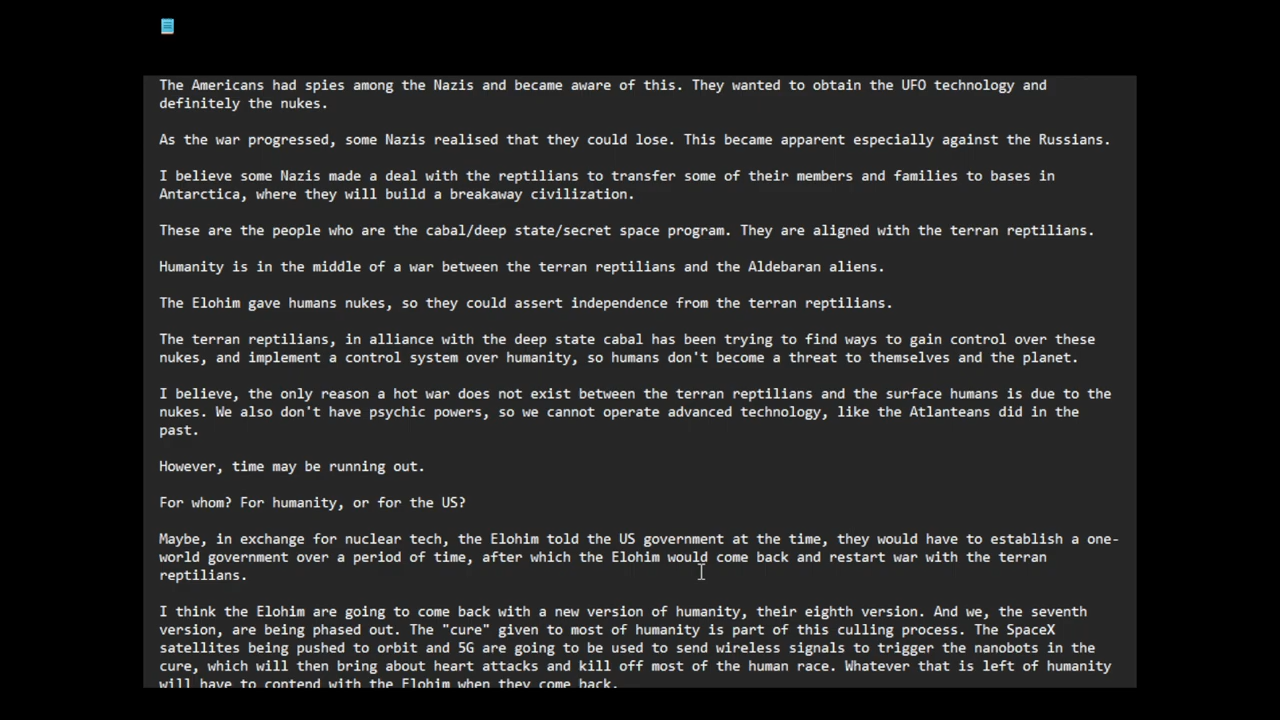 The Americans had spies among the Nazis and became aware of this. They wanted to obtain the UFO technology and
definitely the nukes.
As the war progressed, some Nazis realised that they could lose. This became apparent especially against the Russians.
I believe some Nazis made a deal with the reptilians to transfer some of their members and families to bases in
Antarctica, where they will build a breakaway civilization.
These are the people who are the cabal/deep state/secret space program. They are aligned with the terran reptilians.
Humanity is in the middle of a war between the terran reptilians and the Aldebaran aliens.
The Elohim gave humans nukes, so they could assert independence from the terran reptilians.
The terran reptilians, in alliance with the deep state cabal has been trying to find ways to gain control over these
nukes, and implement a control system over humanity, so humans don't become a threat to themselves and the planet.
I believe, the only reason a hot war does not exist between the terran reptilians and the surface humans is due to the
nukes. We also don't have psychic powers, so we cannot operate advanced technology, like the Atlanteans did in the
past.
However, time may be running out.
For whom? For humanity, or for the US?
Maybe, in exchange for nuclear tech, the Elohim told the US government at the time, they would have to establish a one-
world government over a period of time, after which the Elohim would come back and restart war with the terran
reptilians.
I think the Elohim are going to come back with a new version of humanity, their eighth version. And we, the seventh
version, are being phased out. The "cure" given to most of humanity is part of this culling process. The SpaceX
satellites being pushed to orbit and 5G are going to be used to send wireless signals to trigger the nanobots in the
cure, which will then bring about heart attacks and kill off most of the human race. Whatever that is left of humanity
will have to contend with the Elohim when they come back.